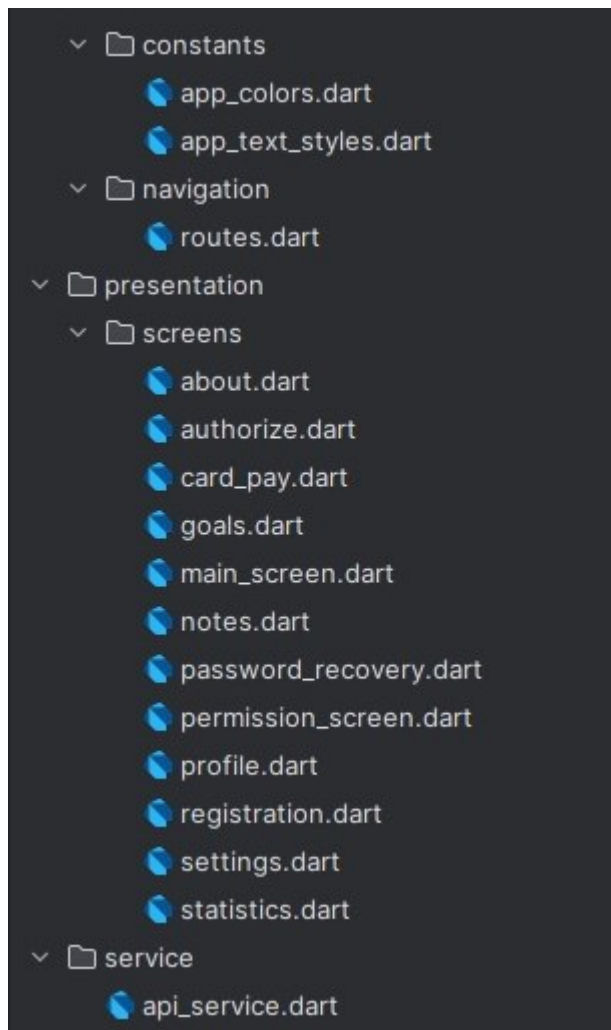 constants
app_colors.dart
app_text_styles.dart
navigation
routes.dart
presentation
screens
about.dart
authorize.dart
card_pay.dart
goals.dart
main_screen.dart
notes.dart
password_recovery.dart
permission_screen.dart
profile.dart
registration.dart
settings.dart
statistics.dart
service
api_service.dart